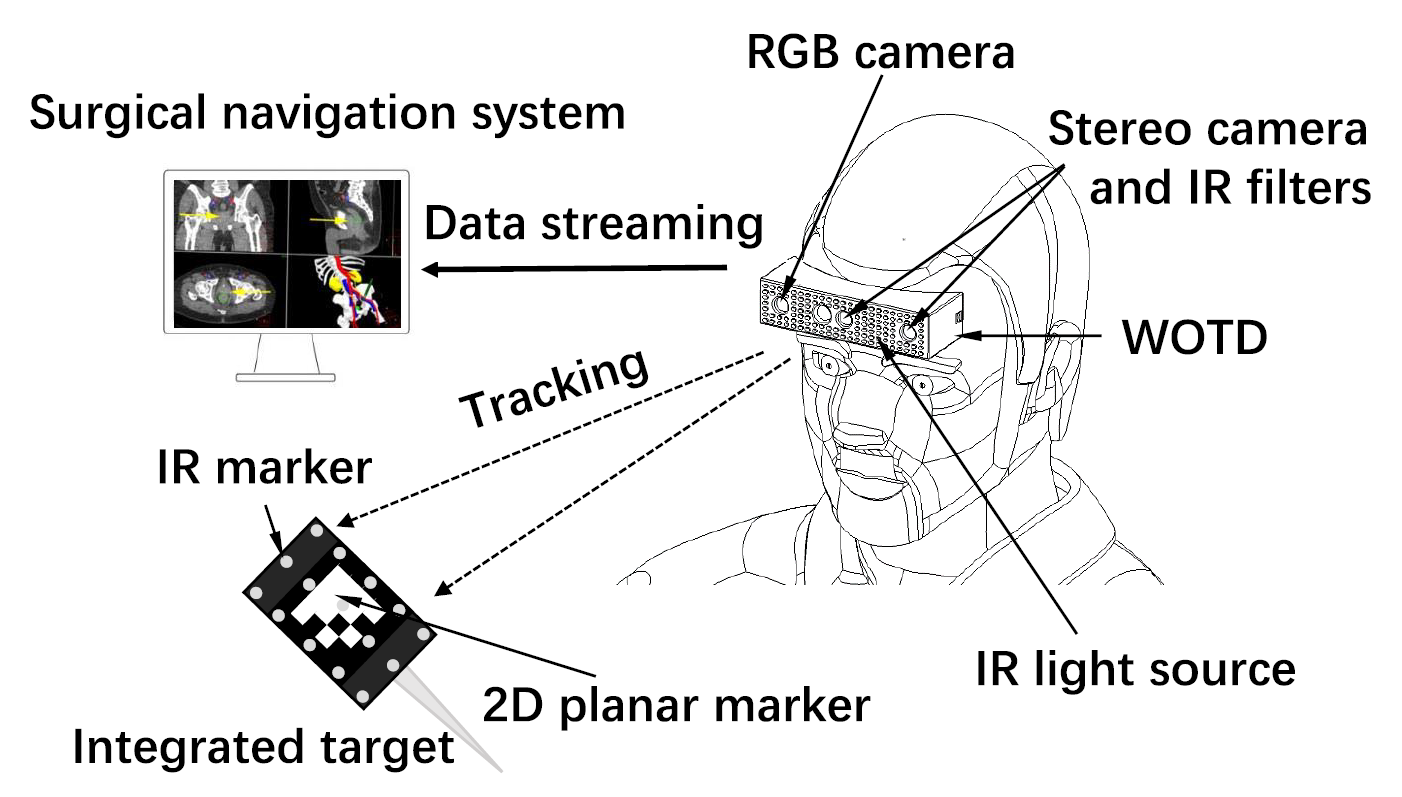 RGB camera
Surgical navigation system
Stereo camera
and IR filters
Data streaming
WOTD
Tracking
IR marker
IR light source
2D planar marker
Integrated target